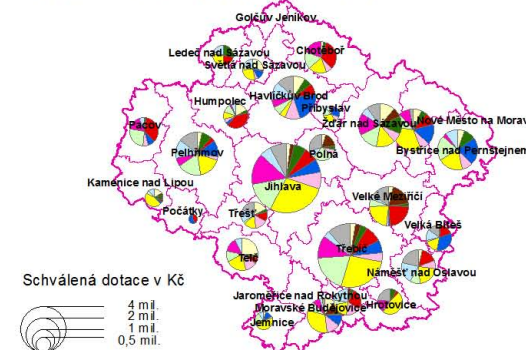 Golčův Jeníkov
Ledeč nad Sázavou
Chotěboř
Světlá nad Sázavou
Havlíčkův Brod
Humpolec
Přibyslav
Pacov
Žďár nad Sázavou
Nové Město na Morav
Pelhřimov
Polná
Bystřice nad Pernštejnem
Jihlava
Kamenice nad Lipou
Velké Meziříčí
Počátky
Třešť
Velká Bíteš
Třebíč
Telč
Náměšť nad Oslavou
Schválená dotace v Kč
Jaroměřice nad Rokytnou
4 mil.
Moravské Budějovice
Hrotovice
2 mil.
Jemnice
1 mil.
0,5 mil.